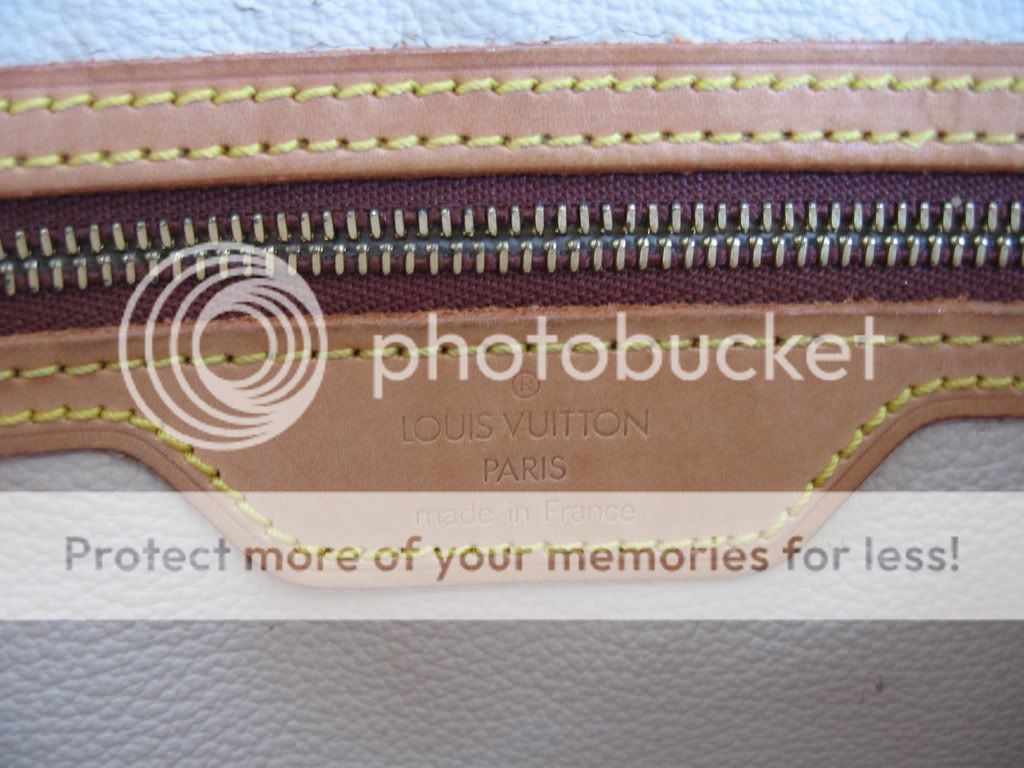 photobucket
®
LOUIS VUITTON
PARIS
made in France
Protect more of your memories for less!